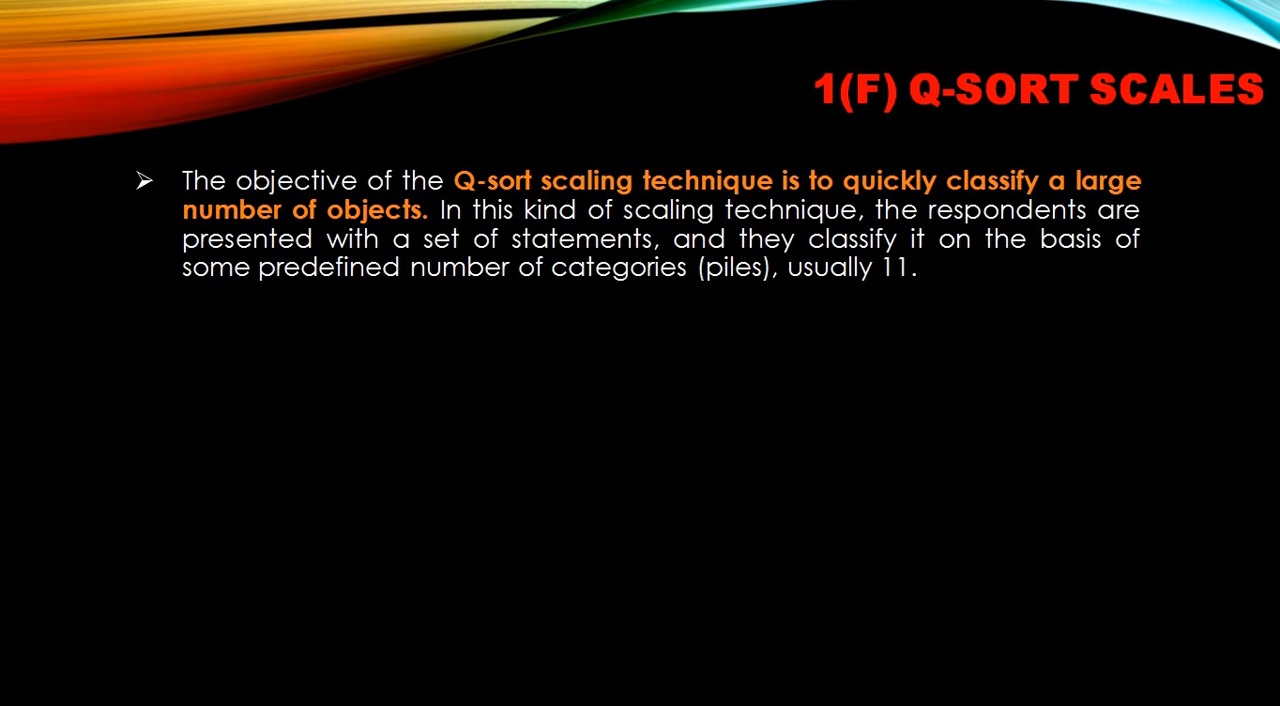 1(F) Q-SORT SCALES
➢ The objective of the Q-sort scaling technique is to quickly classify a large
number of objects. In this kind of scaling technique, the respondents are
presented with a set of statements, and they classify it on the basis of
some predefined number of categories (piles), usually 11.